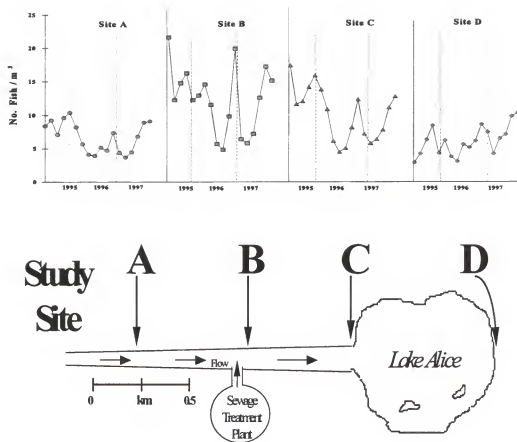 Site A Site B Site C Site D
No. Fish / m³
25
20
15
10
5
0
1995 1996 1997 1995 1996 1997 1995 1996 1997 1995 1996 1997
Study
Site
A B C D
Flow
Lake Alice
0 km 0.5
Sewage
Treatment
Plant